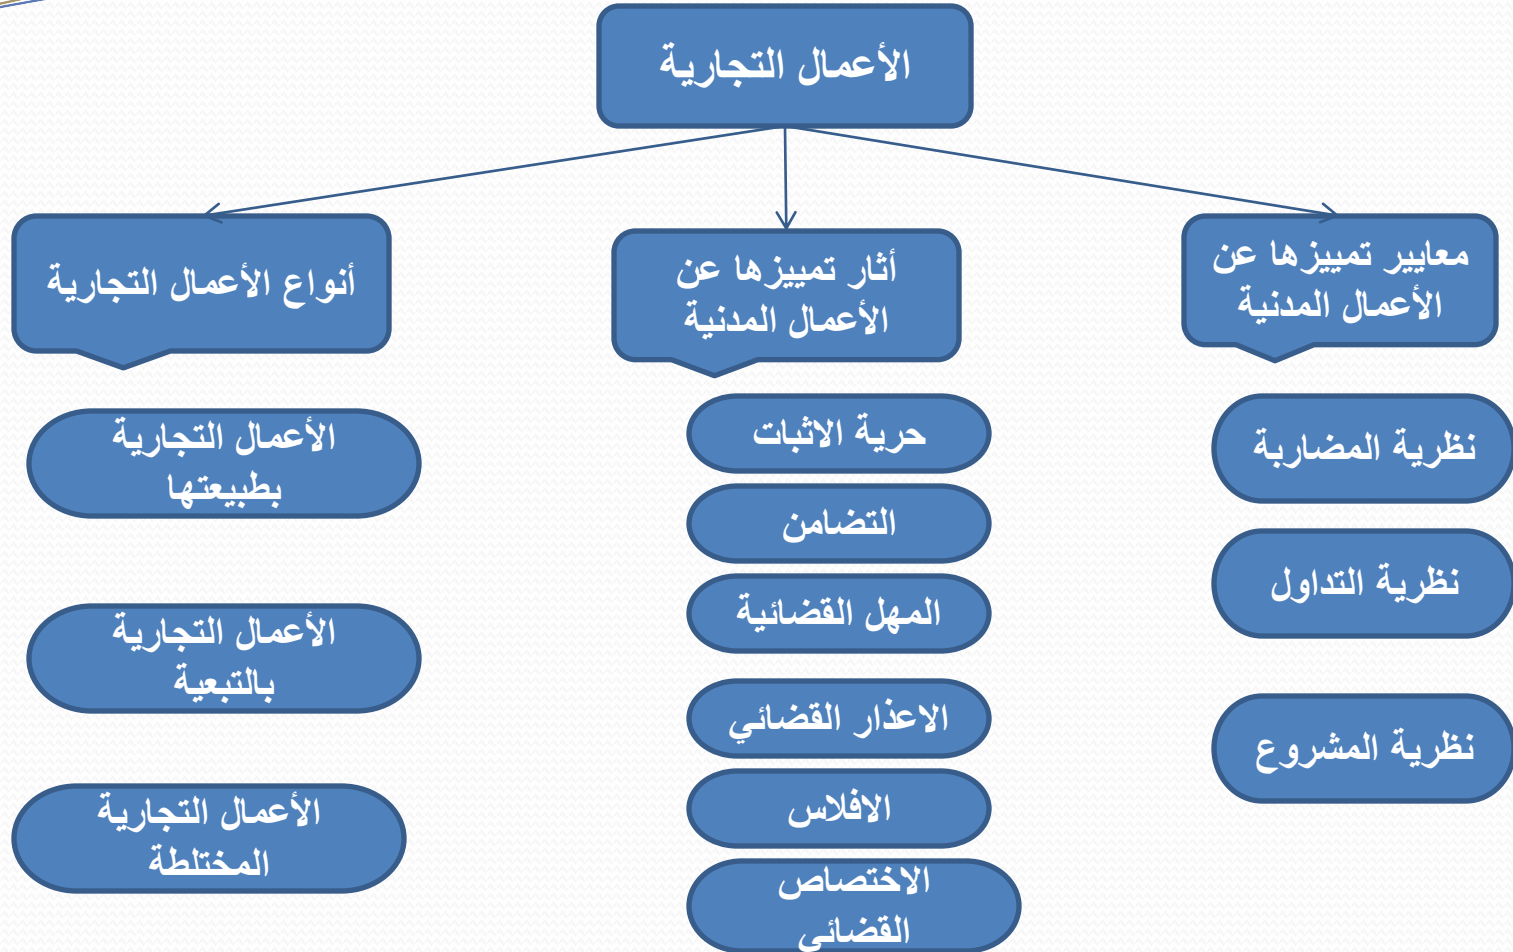 الأعمال التجارية
معايير تمييزها عن
الأعمال المدنية
نظرية المضاربة
نظرية التداول
نظرية المشروع
أثار تمييزها عن
الأعمال المدنية
حرية الاثبات
التضامن
المهل القضائية
الاعذار القضائي
الافلاس
الاختصاص
القضائي
أنواع الأعمال التجارية
الأعمال التجارية
بطبيعتها
الأعمال التجارية
بالتبعية
الأعمال التجارية
المختلطة